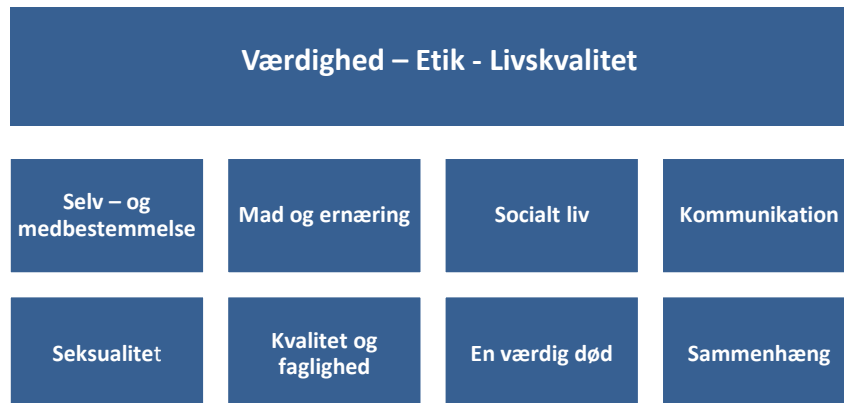 Værdighed – Etik - Livskvalitet
Selv – og
medbestemmelse
Mad og ernæring
Socialt liv
Kommunikation
Seksualitet
Kvalitet og
faglighed
En værdig død
Sammenhæng